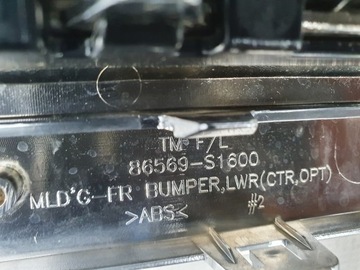 TM F/L
86569-S1600
MLD'G-FR BUMPER,LWR(CTR,OPT)
>ABS< #2